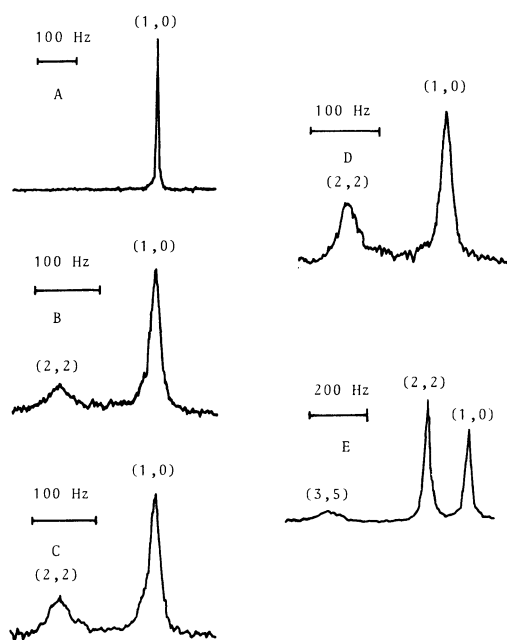 (1,0)
100 Hz
A
(1,0)
100 Hz
B
(2,2)
(1,0)
100 Hz
C
(2,2)
(1,0)
100 Hz
D
(2,2)
200 Hz
(2,2)
(1,0)
E
(3,5)